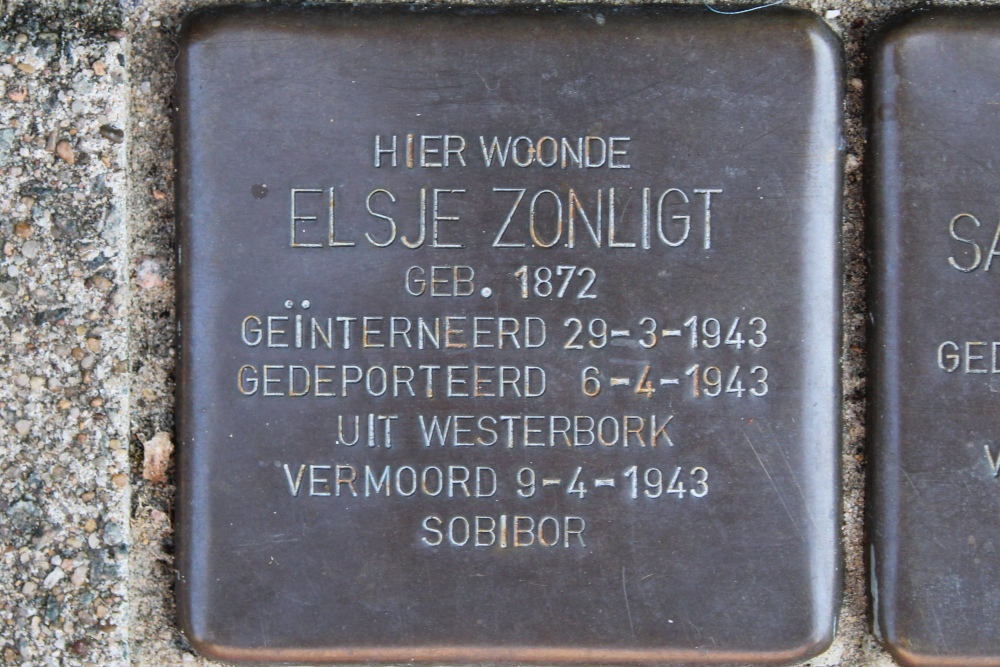 HIER WOONDE
ELSJE ZONLIGT
GEB. 1872
GEÏNTERNEERD 29-3-1943
GEDEPORTEERD 6-4-1943
UIT WESTERBORK
VERMOORD 9-4-1943
SOBIBOR